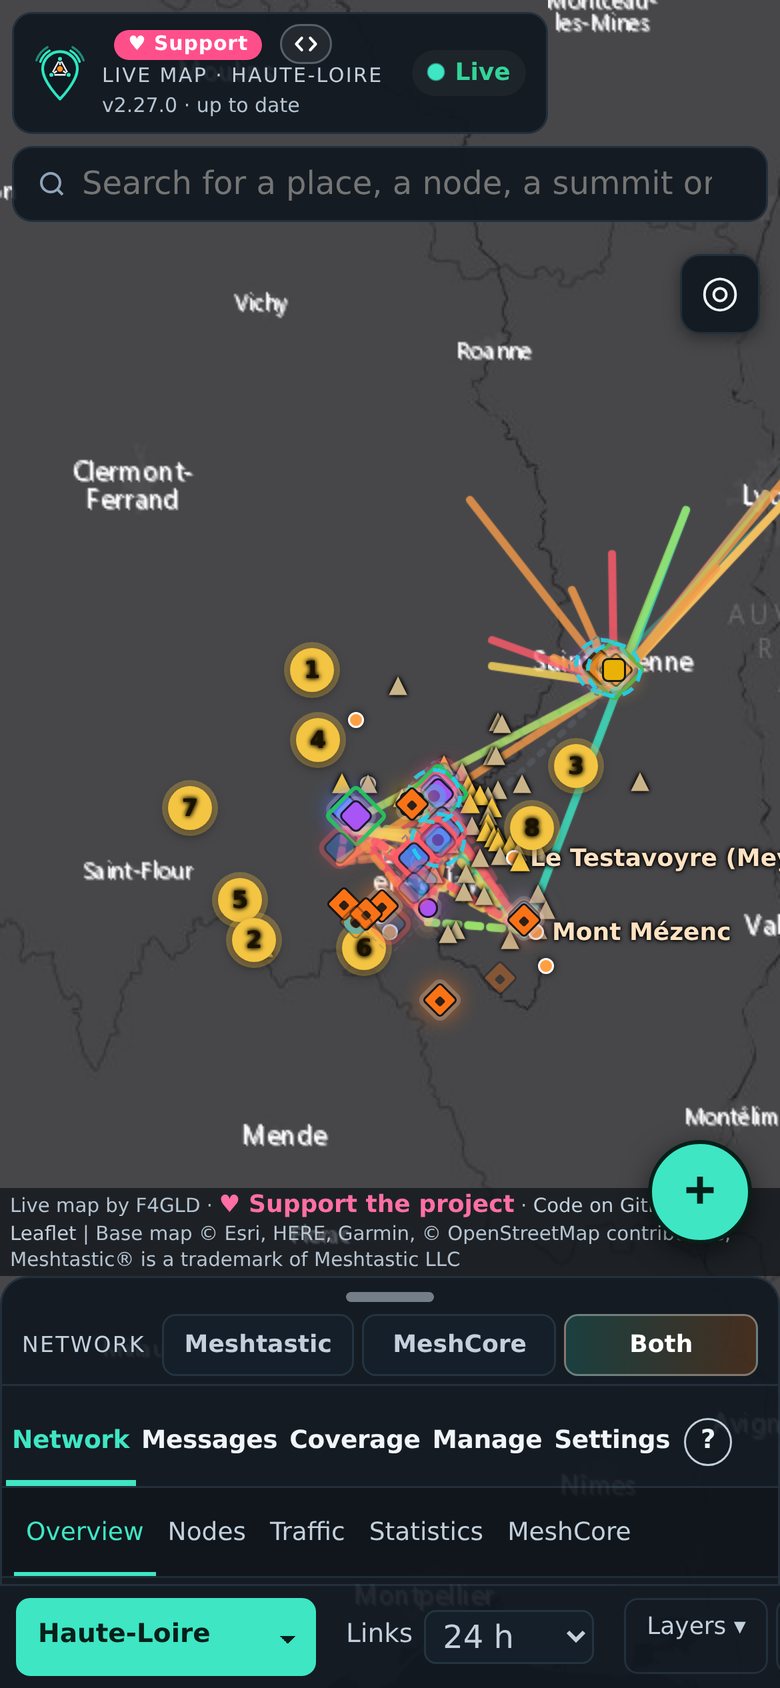 Montceau-
les-Mines
♥ Support
<>
LIVE MAP · HAUTE-LOIRE
v2.27.0 · up to date
Live
Search for a place, a node, a summit or
Vichy
Roanne
Clermont-
Ferrand
1
4
3
7
8
Le Testavoyre (Mey
Saint-Flour
5
2
6
Mont Mézenc
Mende
+
Live map by F4GLD · ♥ Support the project · Code on Git
Leaflet | Base map © Esri, HERE, Garmin, © OpenStreetMap contrib
Meshtastic® is a trademark of Meshtastic LLC
NETWORK
Meshtastic
MeshCore
Both
Network
Messages
Coverage
Manage
Settings
?
Nîmes
Overview
Nodes
Traffic
Statistics
MeshCore
Montpellier
Haute-Loire
Links
24 h
Layers ▾